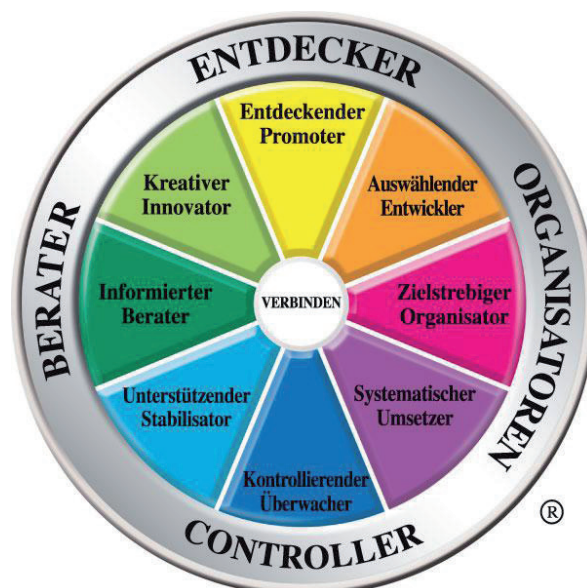 ENTDECKER
Entdeckender
Promoter
Kreativer
Innovator
Auswählender
Entwickler
ORGANISATOREN
BERATER
Informierter
Berater
VERBINDEN
Zielstrebiger
Organisator
Unterstützender
Stabilisator
Systematischer
Umsetzer
Kontrollierender
Überwacher
CONTROLLER
®